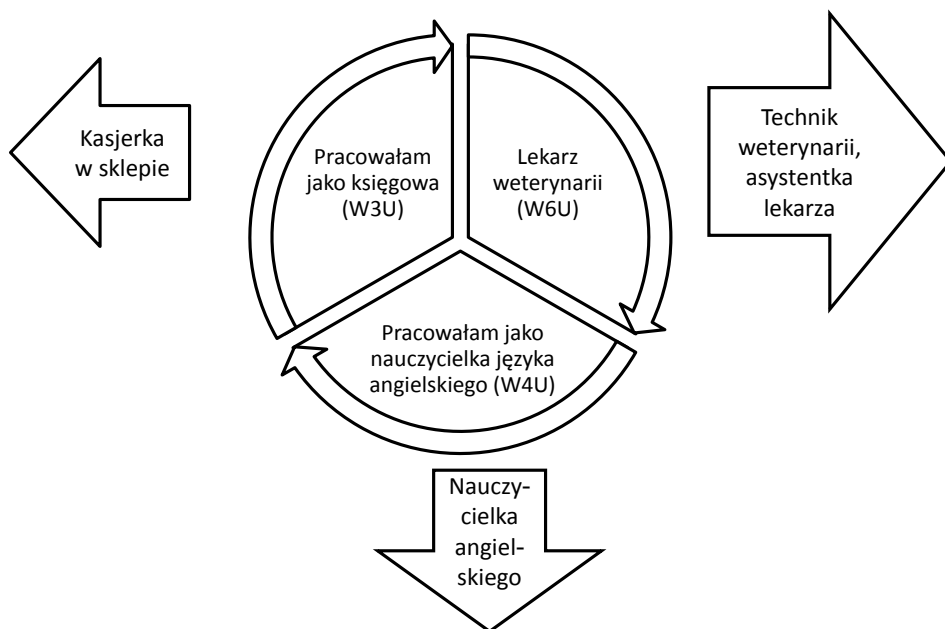 Kasjerka
w sklepie
Pracowałam
jako księgowa
(W3U)
Lekarz
weterynarii
(W6U)
Technik
weterynarii,
asystentka
lekarza
Pracowałam jako
nauczycielka języka
angielskiego (W4U)
Nauczy-
cielka
angiel-
skiego